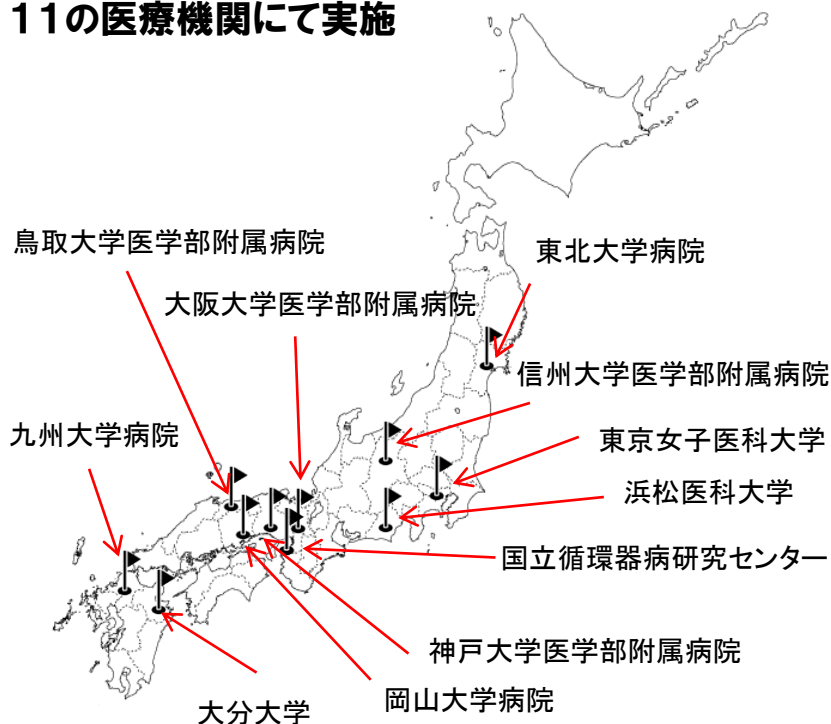 11の医療機関にて実施
鳥取大学医学部附属病院
東北大学病院
大阪大学医学部附属病院
信州大学医学部附属病院
九州大学病院
東京女子医科大学
浜松医科大学
国立循環器病研究センター
神戸大学医学部附属病院
岡山大学病院
大分大学